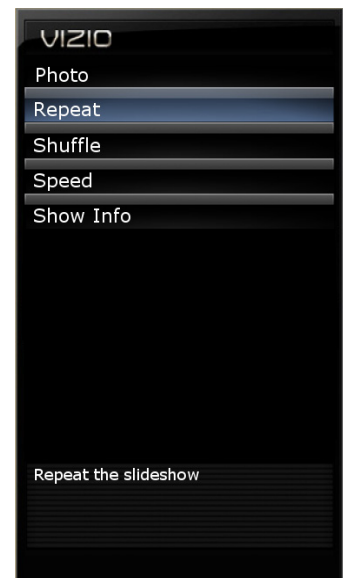 VIZIO
Photo
Repeat
Shuffle
Speed
Show Info
Repeat the slideshow